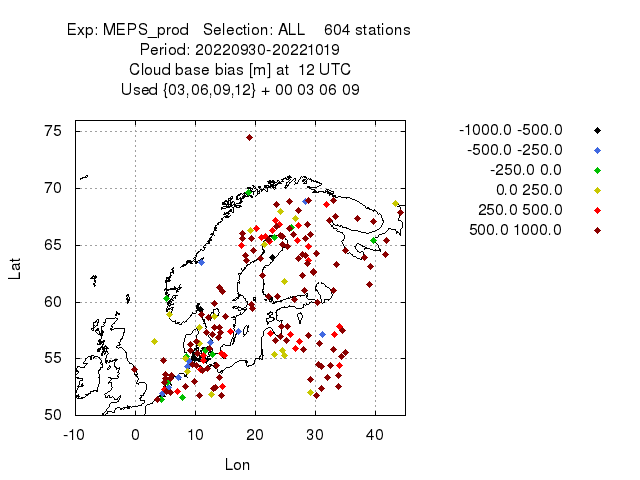 Exp: MEPS_prod   Selection: ALL    604 stations
Period: 20220930-20221019
Cloud base bias [m] at  12 UTC
Used {03,06,09,12} + 00 03 06 09
-1000.0 -500.0
-500.0 -250.0
-250.0 0.0
0.0 250.0
250.0 500.0
500.0 1000.0
75
70
65
60
55
50
Lat
-10 0 10 20 30 40
Lon